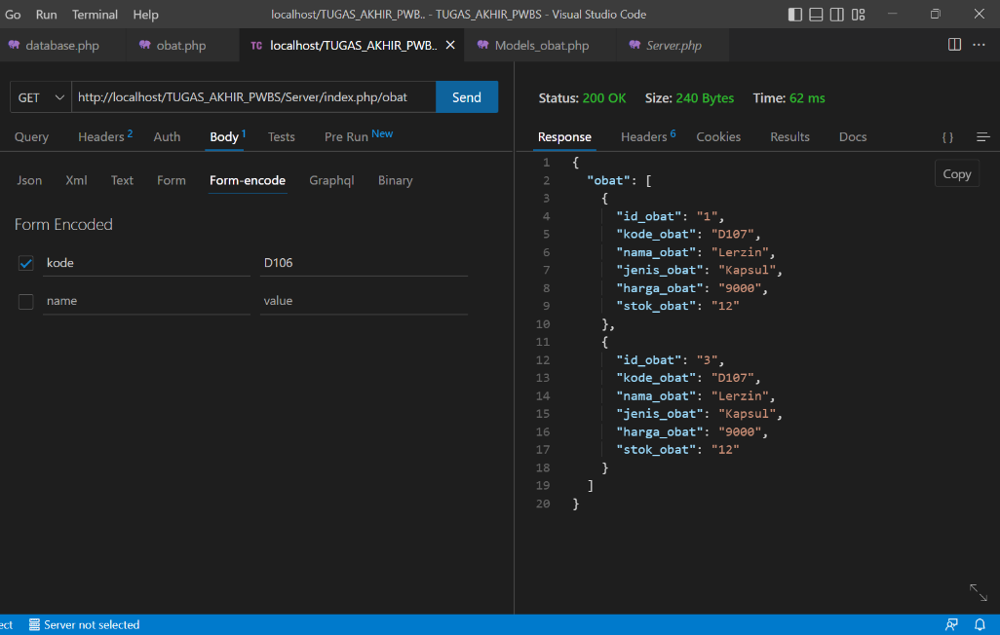 Go Run Terminal Help localhost/TUGAS_AKHIR_PWB.. - TUGAS_AKHIR_PWBS - Visual Studio Code
database.php obat.php TC localhost/TUGAS_AKHIR_PWB.. Models_obat.php Server.php
GET http://localhost/TUGAS_AKHIR_PWBS/Server/index.php/obat Send
Query Headers 2 Auth Body 1 Tests Pre Run New
Json Xml Text Form Form-encode Graphql Binary
Form Encoded
kode D106
name value
Status: 200 OK Size: 240 Bytes Time: 62 ms
Response Headers 6 Cookies Results Docs { }
Copy
1 {
2 "obat": [
3 {
4 "id_obat": "1",
5 "kode_obat": "D107",
6 "nama_obat": "Lerzin",
7 "jenis_obat": "Kapsul",
8 "harga_obat": "9000",
9 "stok_obat": "12"
10 },
11 {
12 "id_obat": "3",
13 "kode_obat": "D107",
14 "nama_obat": "Lerzin",
15 "jenis_obat": "Kapsul",
16 "harga_obat": "9000",
17 "stok_obat": "12"
18 }
19 ]
20 }
ect Server not selected